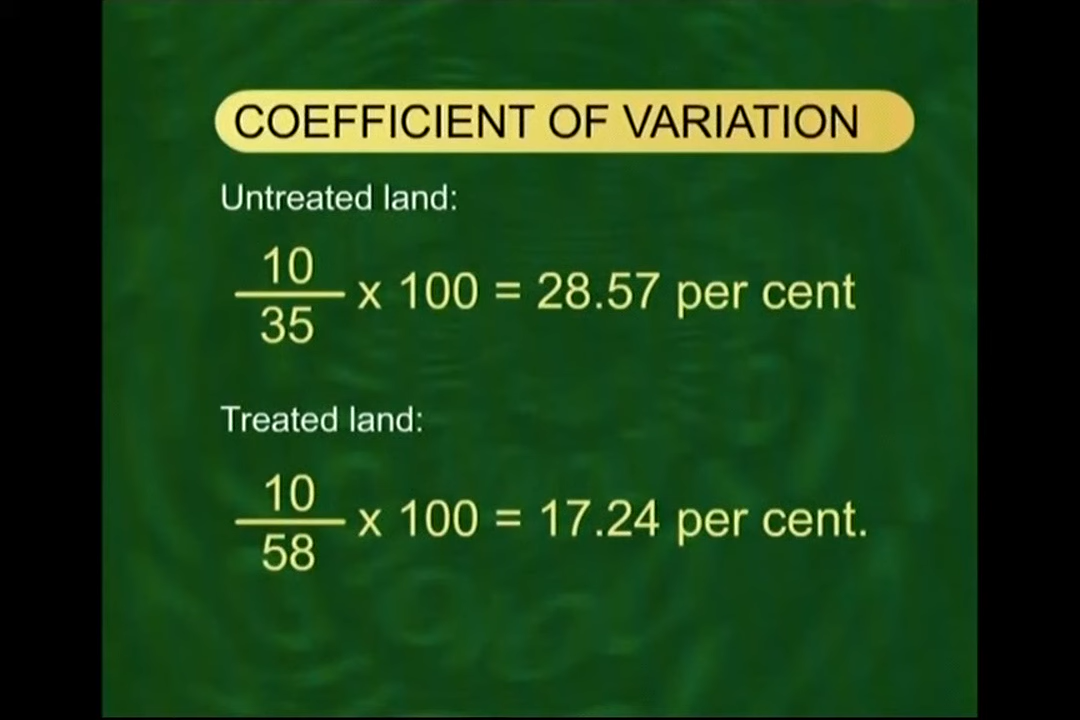 COEFFICIENT OF VARIATION
Untreated land:
10
35
x 100 = 28.57 per cent
Treated land:
10
58
x 100 = 17.24 per cent.